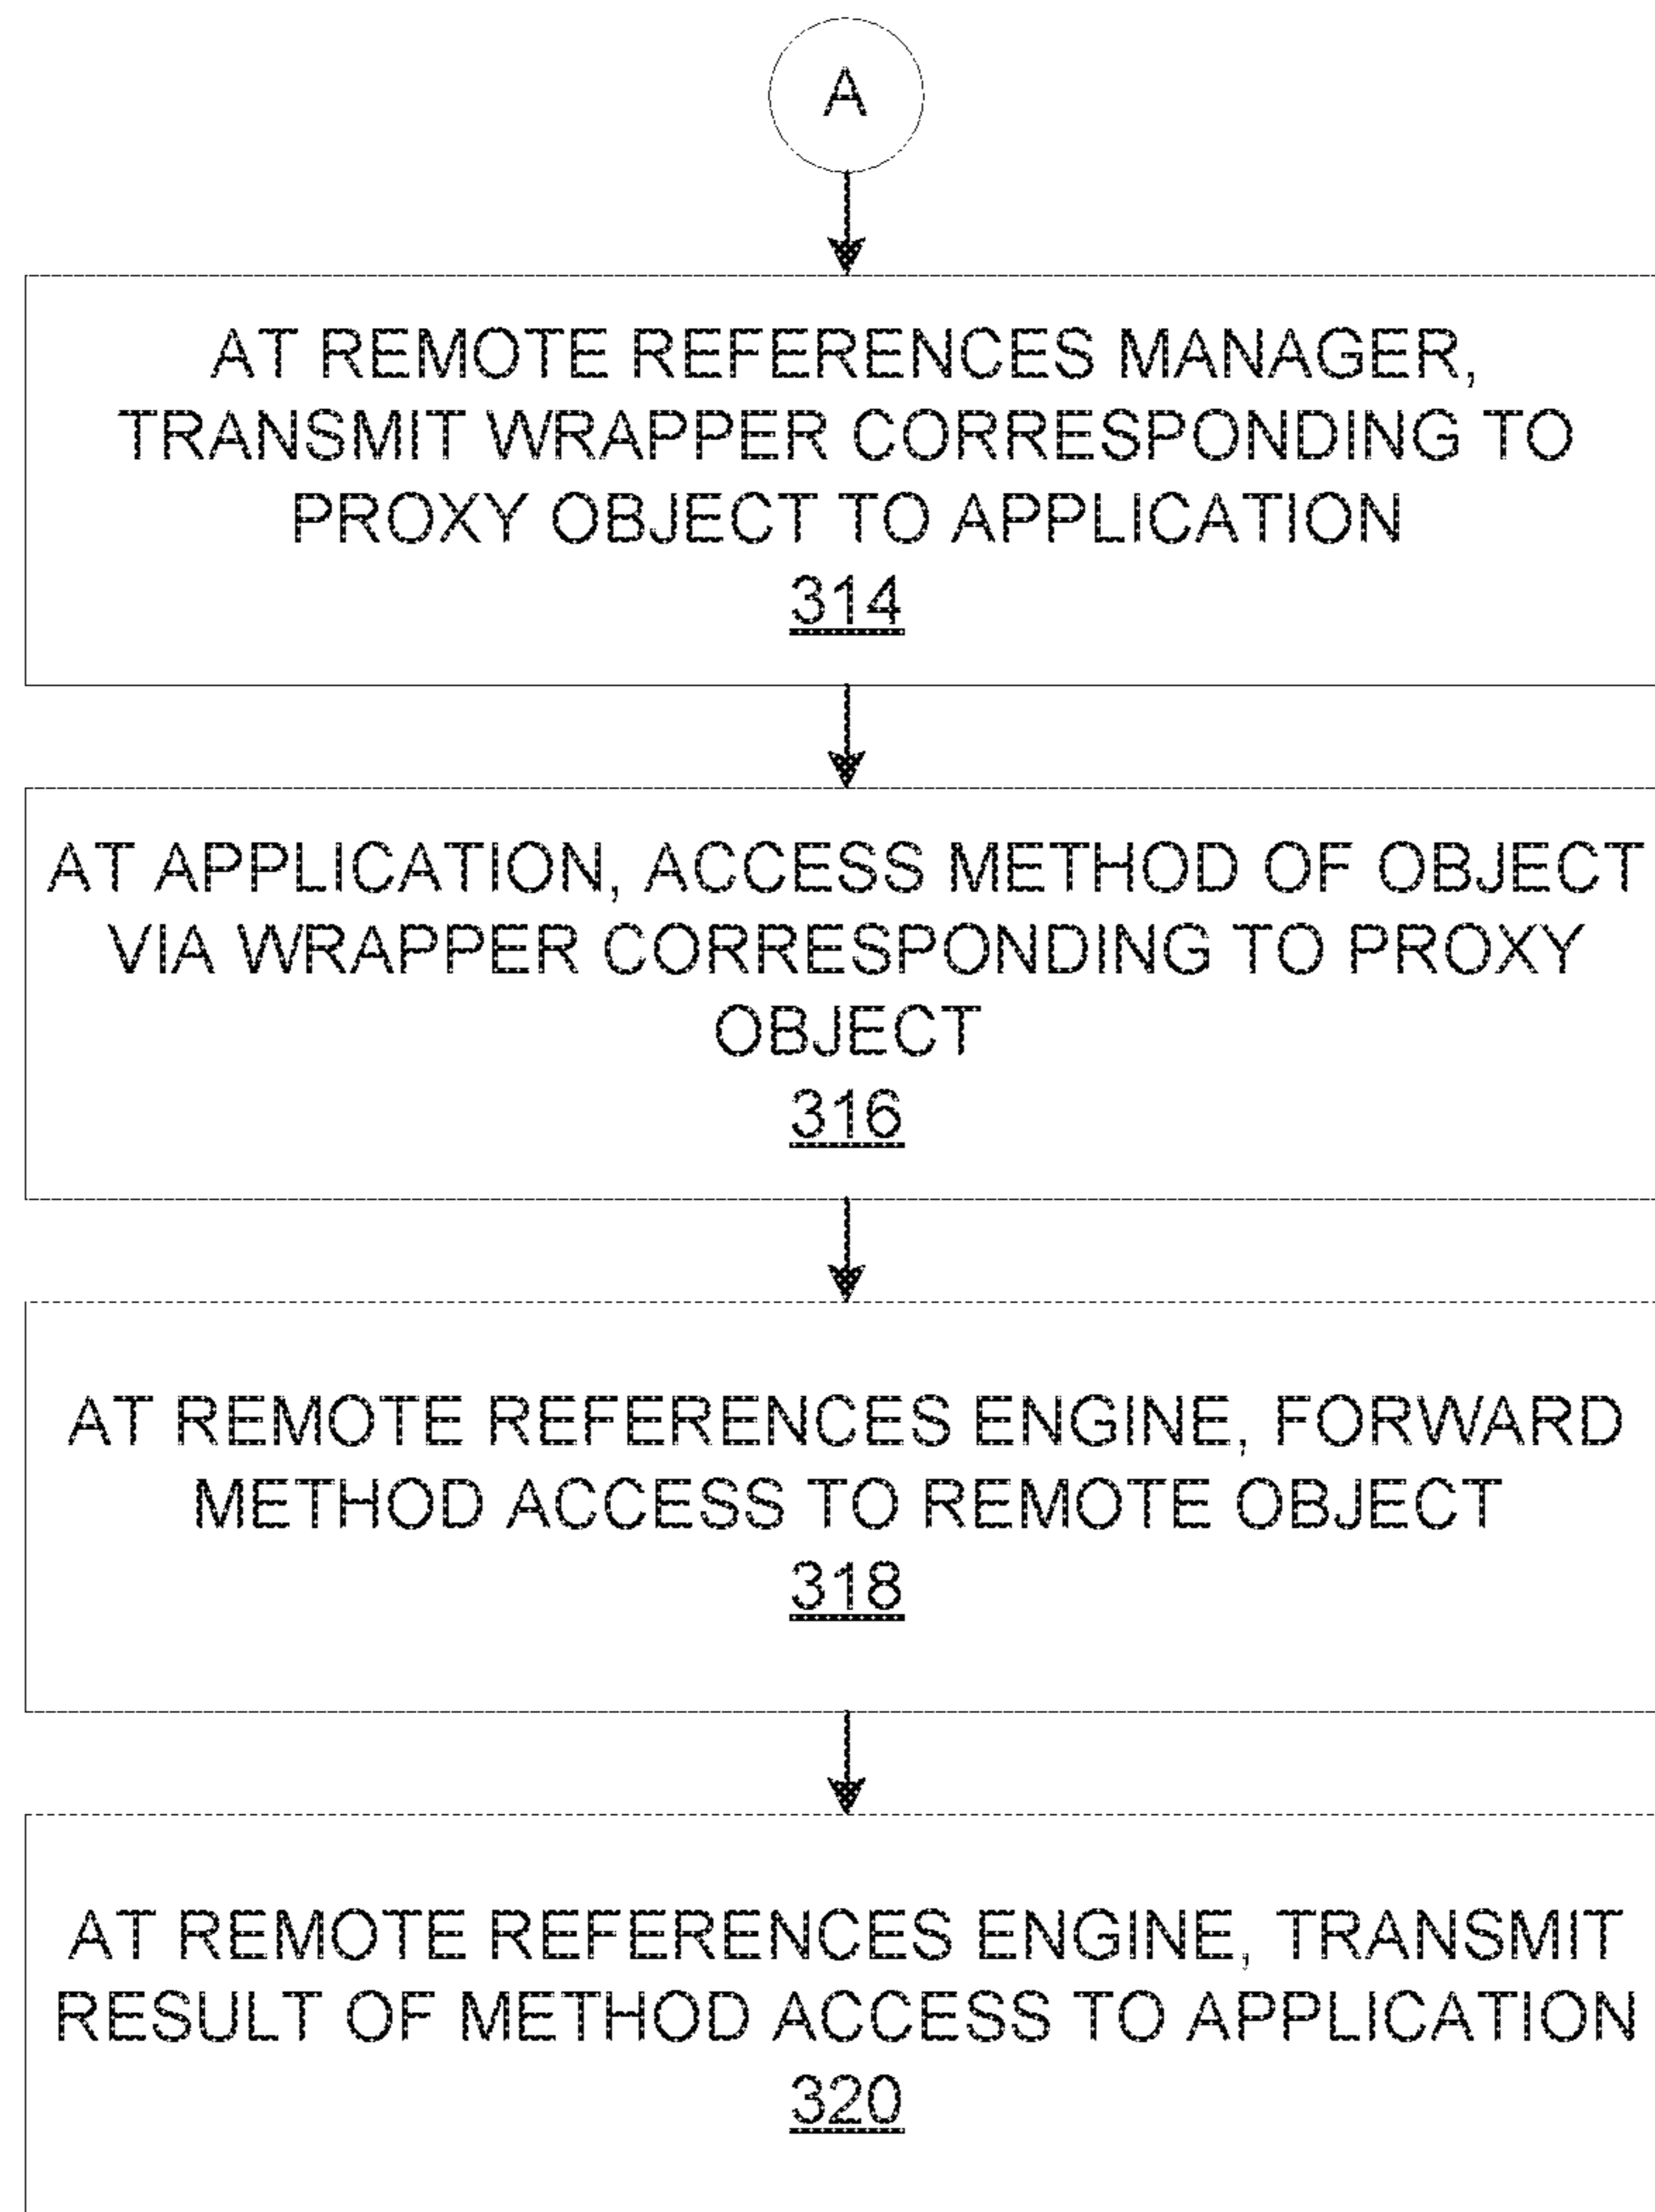 A
AT REMOTE REFERENCES MANAGER,
TRANSMIT WRAPPER CORRESPONDING TO
PROXY OBJECT TO APPLICATION
314
AT APPLICATION, ACCESS METHOD OF OBJECT
VIA WRAPPER CORRESPONDING TO PROXY
OBJECT
316
AT REMOTE REFERENCES ENGINE, FORWARD
METHOD ACCESS TO REMOTE OBJECT
318
AT REMOTE REFERENCES ENGINE, TRANSMIT
RESULT OF METHOD ACCESS TO APPLICATION
320